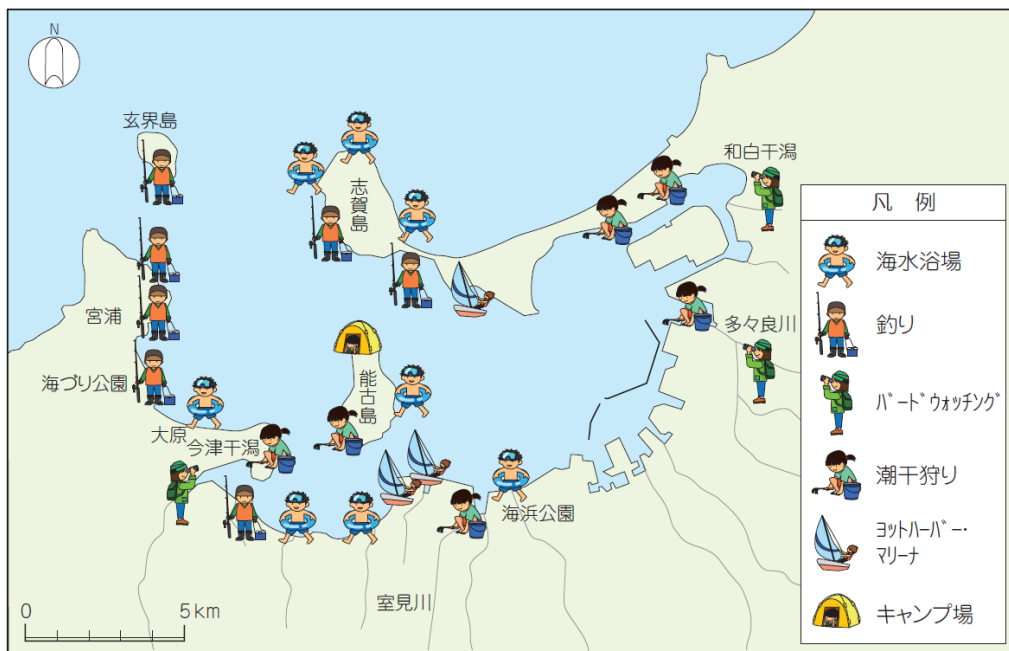 N
玄界島
志賀島
和白干潟
宮浦
海づり公園
大原
今津干潟
能古島
多々良川
海浜公園
室見川
0 5km
凡 例
海水浴場
釣り
ﾊﾞｰﾄﾞｳｫｯﾁﾝｸﾞ
潮干狩り
ﾖｯﾄﾊｰﾊﾞｰ･
ﾏﾘｰﾅ
キャンプ場